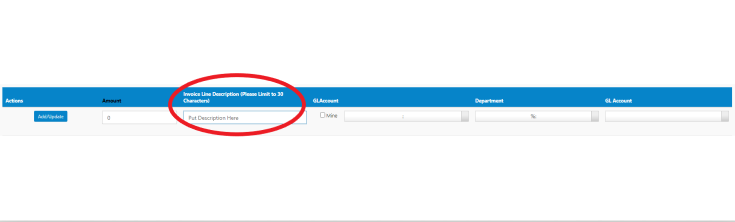 Actions
Amount
Invoice Line Description (Please Limit to 30
Characters)
GLAccount
Department
GL Account
Add/Update
0
Put Description Here
Mine
:
%